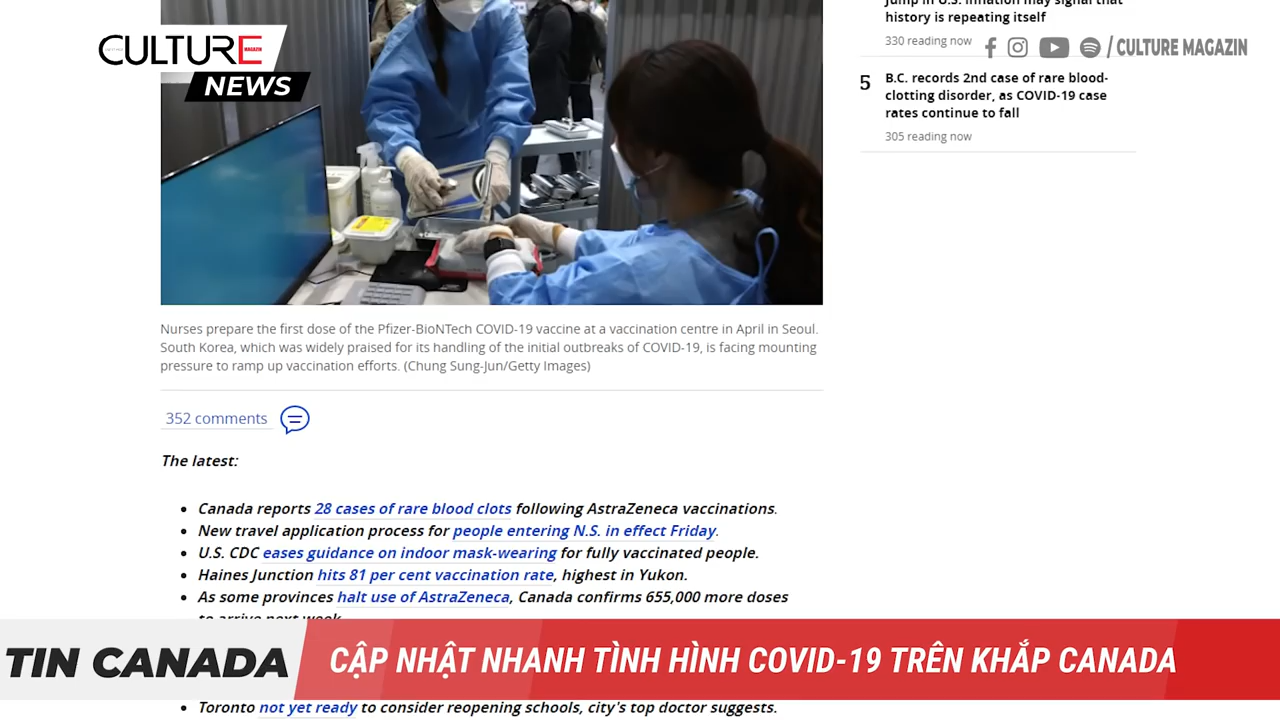 CULTURE
MAGAZIN
NEWS
history is repeating itself
330 reading now
/ CULTURE MAGAZIN
5
B.C. records 2nd case of rare blood-
clotting disorder, as COVID-19 case
rates continue to fall
305 reading now
Nurses prepare the first dose of the Pfizer-BioNTech COVID-19 vaccine at a vaccination centre in April in Seoul.
South Korea, which was widely praised for its handling of the initial outbreaks of COVID-19, is facing mounting
pressure to ramp up vaccination efforts. (Chung Sung-Jun/Getty Images)
352 comments
The latest:
• Canada reports 28 cases of rare blood clots following AstraZeneca vaccinations.
• New travel application process for people entering N.S. in effect Friday.
• U.S. CDC eases guidance on indoor mask-wearing for fully vaccinated people.
• Haines Junction hits 81 per cent vaccination rate, highest in Yukon.
• As some provinces halt use of AstraZeneca, Canada confirms 655,000 more doses
TIN CANADA
CẬP NHẬT NHANH TÌNH HÌNH COVID-19 TRÊN KHẮP CANADA
Toronto not yet ready to consider reopening schools, city's top doctor suggests.